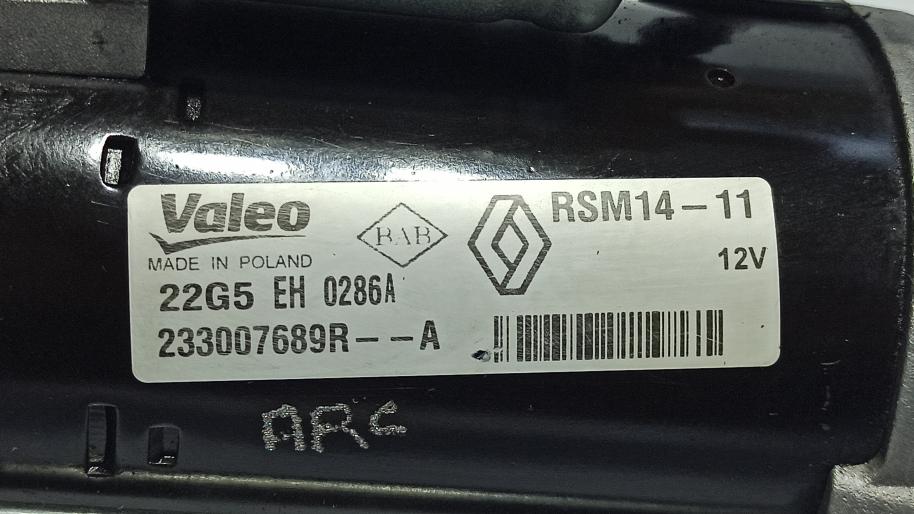 Valeo
MADE IN POLAND
BAB
RSM14-11
12V
22G5 EH 0286A
233007689R---A
ARC